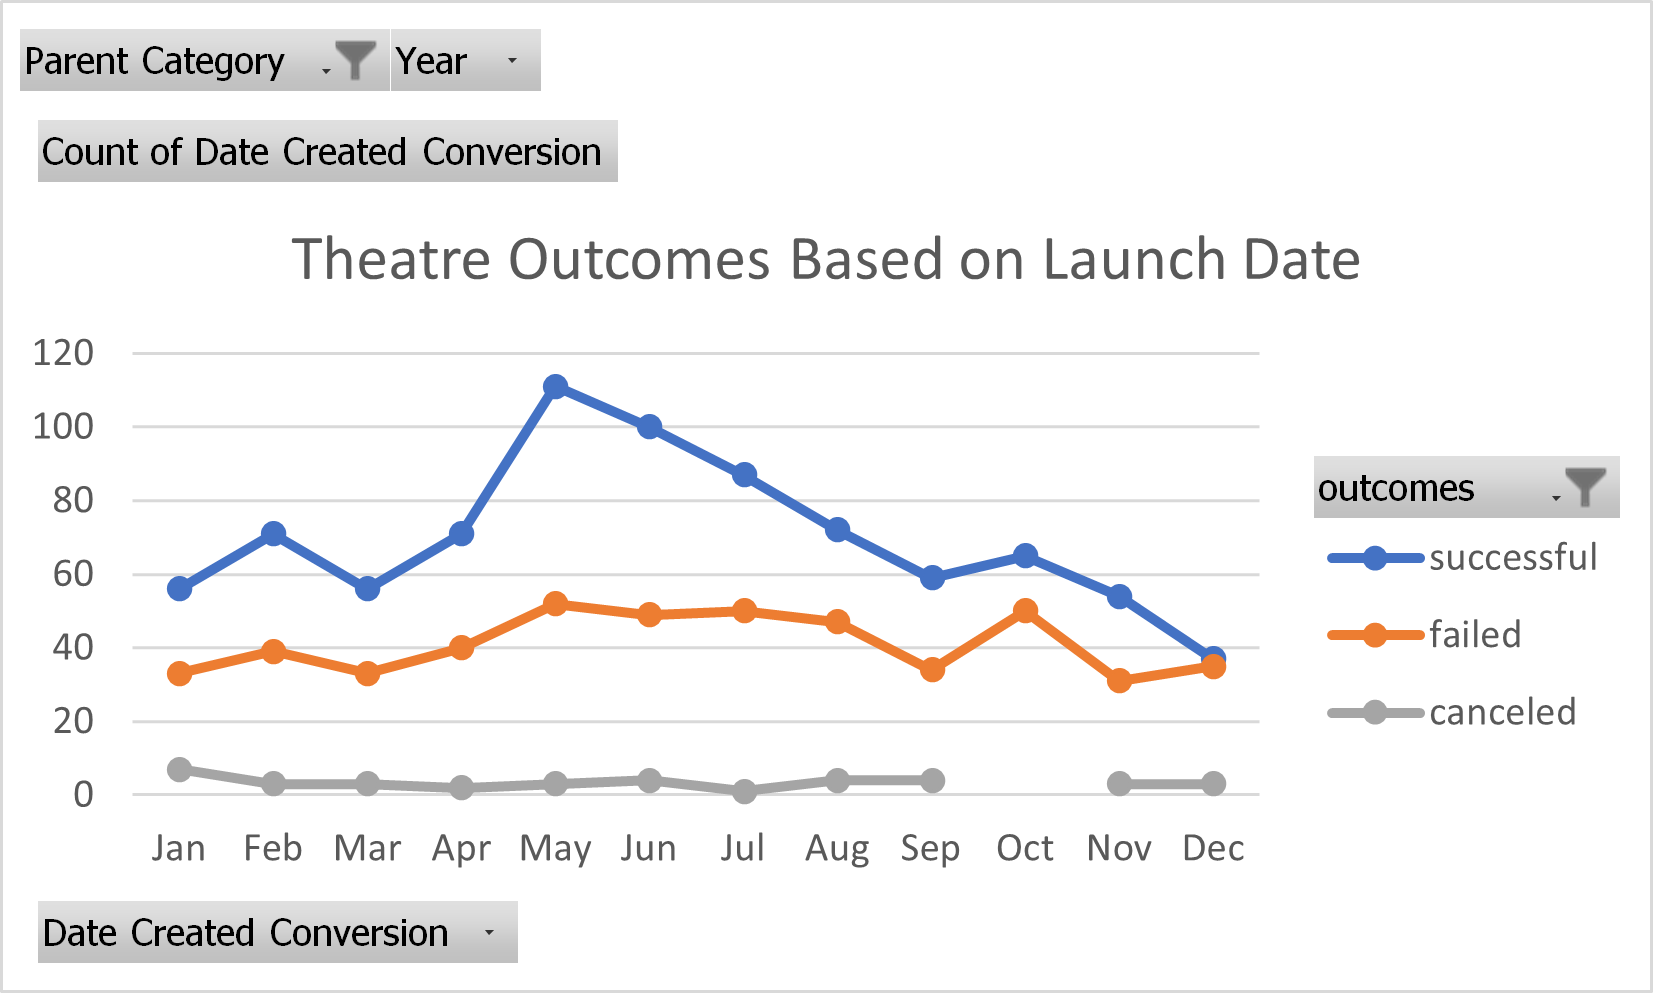 Parent Category Year
Count of Date Created Conversion
Theatre Outcomes Based on Launch Date
120
100
80
60
40
20
0
Jan Feb Mar Apr May Jun Jul Aug Sep Oct Nov Dec
outcomes
successful
failed
canceled
Date Created Conversion